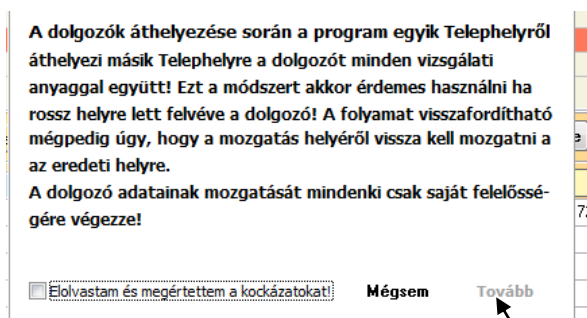 A dolgozók áthelyezése során a program egyik Telephelyről
áthelyezi másik Telephelyre a dolgozót minden vizsgálati
anyaggal együtt! Ezt a módszert akkor érdemes használni ha
rossz helyre lett felvéve a dolgozó! A folyamat visszafordítható
mégpedig úgy, hogy a mozgatás helyéről vissza kell mozgatni a
az eredeti helyre.
A dolgozó adatainak mozgatását mindenki csak saját felelőssé-
gére végezze!
Elolvastam és megértettem a kockázatokat! Mégsem Tovább